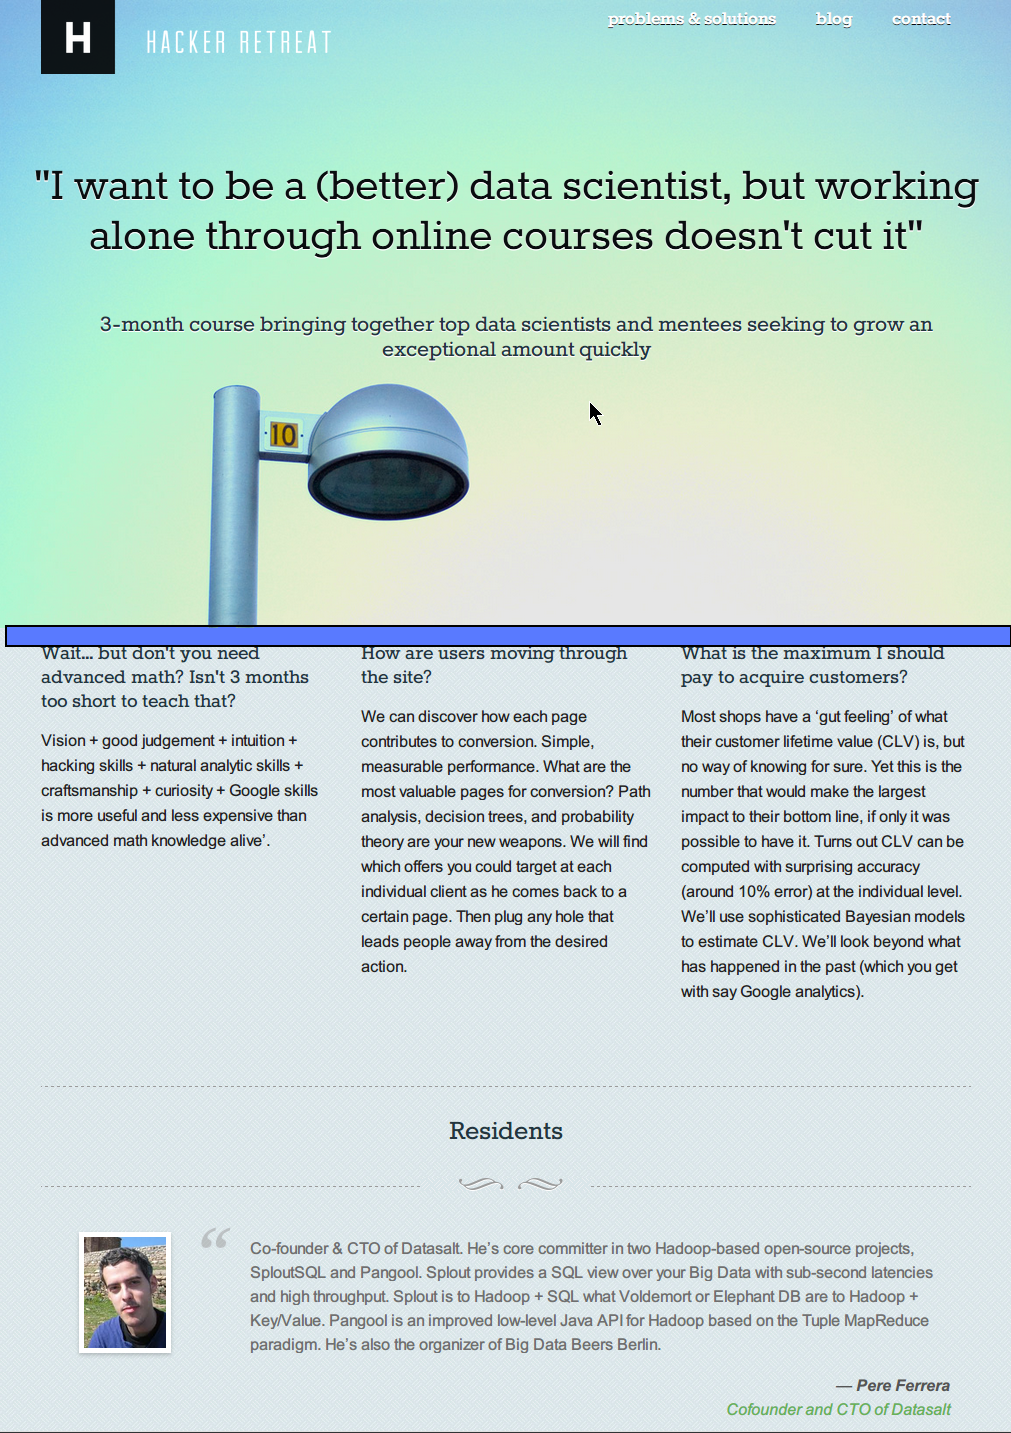 H
HACKER RETREAT
problems & solutions blog contact
"I want to be a (better) data scientist, but working
alone through online courses doesn't cut it"
3-month course bringing together top data scientists and mentees seeking to grow an
exceptional amount quickly
10
Wait... but don't you need
advanced math? Isn't 3 months
too short to teach that?
Vision + good judgement + intuition +
hacking skills + natural analytic skills +
craftsmanship + curiosity + Google skills
is more useful and less expensive than
advanced math knowledge alive’.
How are users moving through
the site?
We can discover how each page
contributes to conversion. Simple,
measurable performance. What are the
most valuable pages for conversion? Path
analysis, decision trees, and probability
theory are your new weapons. We will find
which offers you could target at each
individual client as he comes back to a
certain page. Then plug any hole that
leads people away from the desired
action.
What is the maximum I should
pay to acquire customers?
Most shops have a ‘gut feeling’ of what
their customer lifetime value (CLV) is, but
no way of knowing for sure. Yet this is the
number that would make the largest
impact to their bottom line, if only it was
possible to have it. Turns out CLV can be
computed with surprising accuracy
(around 10% error) at the individual level.
We’ll use sophisticated Bayesian models
to estimate CLV. We’ll look beyond what
has happened in the past (which you get
with say Google analytics).
Residents
“
Co-founder & CTO of Datasalt. He’s core committer in two Hadoop-based open-source projects,
SploutSQL and Pangool. Splout provides a SQL view over your Big Data with sub-second latencies
and high throughput. Splout is to Hadoop + SQL what Voldemort or Elephant DB are to Hadoop +
Key/Value. Pangool is an improved low-level Java API for Hadoop based on the Tuple MapReduce
paradigm. He’s also the organizer of Big Data Beers Berlin.
— Pere Ferrera
Cofounder and CTO of Datasalt